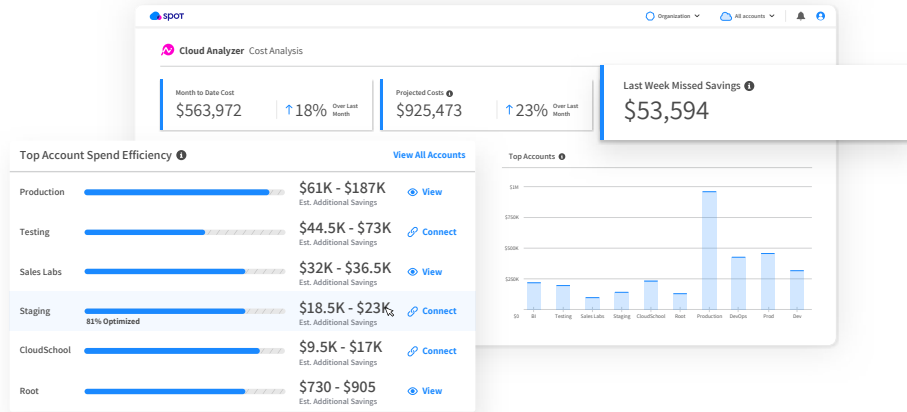 spot
Organization
All accounts
Cloud Analyzer Cost Analysis
Month to Date Cost
$563,972
18%
Over Last
Month
Projected Costs
$925,473
23%
Over Last
Month
Last Week Missed Savings
$53,594
Top Account Spend Efficiency
View All Accounts
Production
$61K - $187K
Est. Additional Savings
View
Testing
$44.5K - $73K
Est. Additional Savings
Connect
Sales Labs
$32K - $36.5K
Est. Additional Savings
View
Staging
81% Optimized
$18.5K - $23K
Est. Additional Savings
Connect
CloudSchool
$9.5K - $17K
Est. Additional Savings
Connect
Root
$730 - $905
Est. Additional Savings
View
Top Accounts
$1M
$750K
$500K
$250K
$0
BI Testing Sales Labs Staging CloudSchool Root Production DevOps Prod Dev